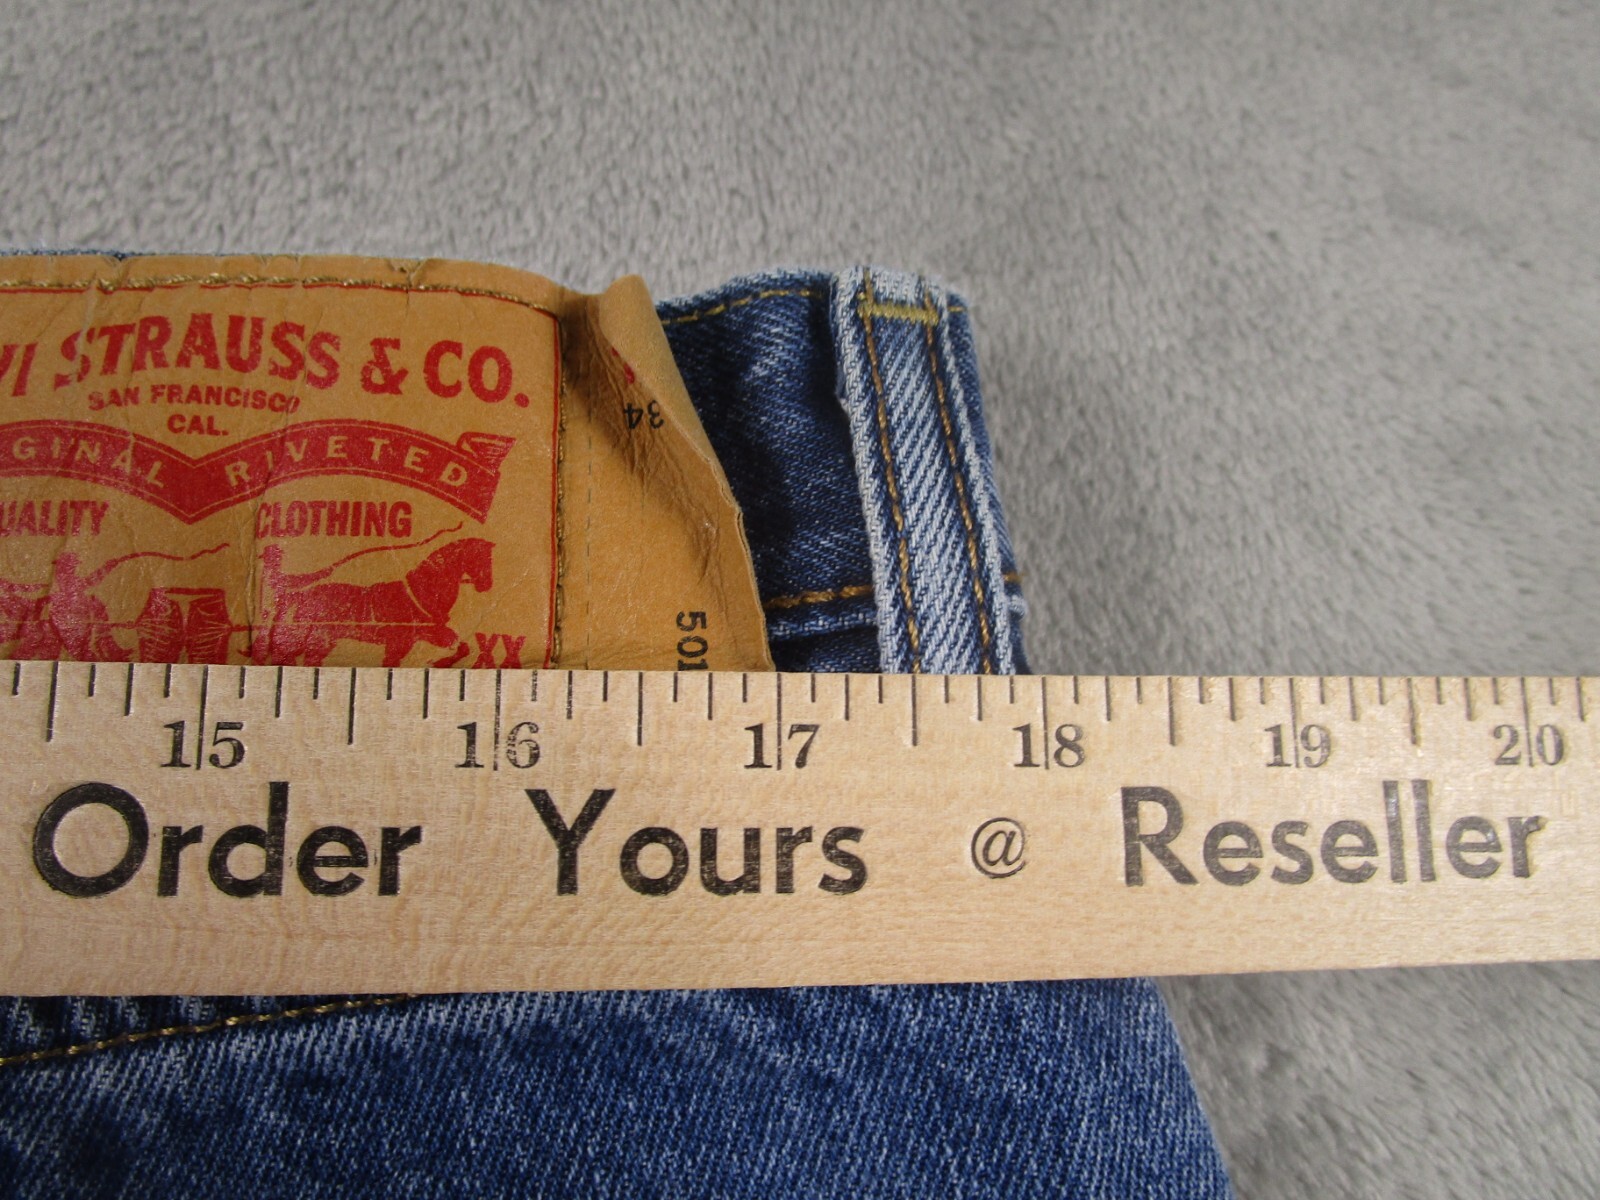 VI STRAUSS & CO.
SAN FRANCISCO
CAL.
GINAL RIVETED
UALITY CLOTHING
XX
34
501
15 16 17 18 19 20
Order Yours @ Reseller